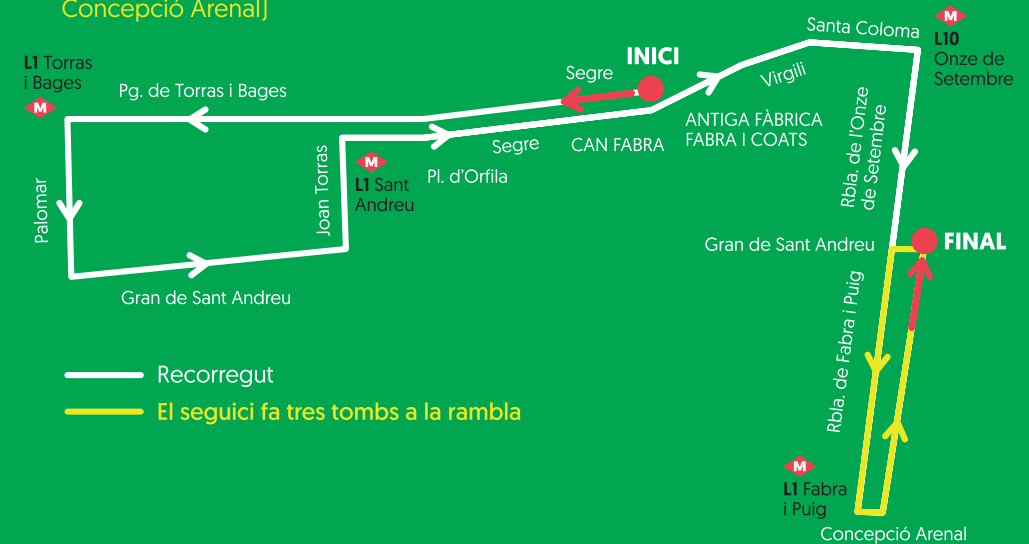 Concepció Arenal)
M
Santa Coloma
L10
Onze de
Setembre
INICI
L1 Torras
i Bages
M
Segre
Virgili
Pg. de Torras i Bages
ANTIGA FÀBRICA
FABRA I COATS
Segre
CAN FABRA
Rbla. de l'Onze
de Setembre
Joan Torras
M
L1 Sant
Andreu
Pl. d'Orfila
Palomar
Gran de Sant Andreu
FINAL
Gran de Sant Andreu
Rbla. de Fabra i Puig
Recorregut
El seguici fa tres tombs a la rambla
M
L1 Fabra
i Puig
Concepció Arenal